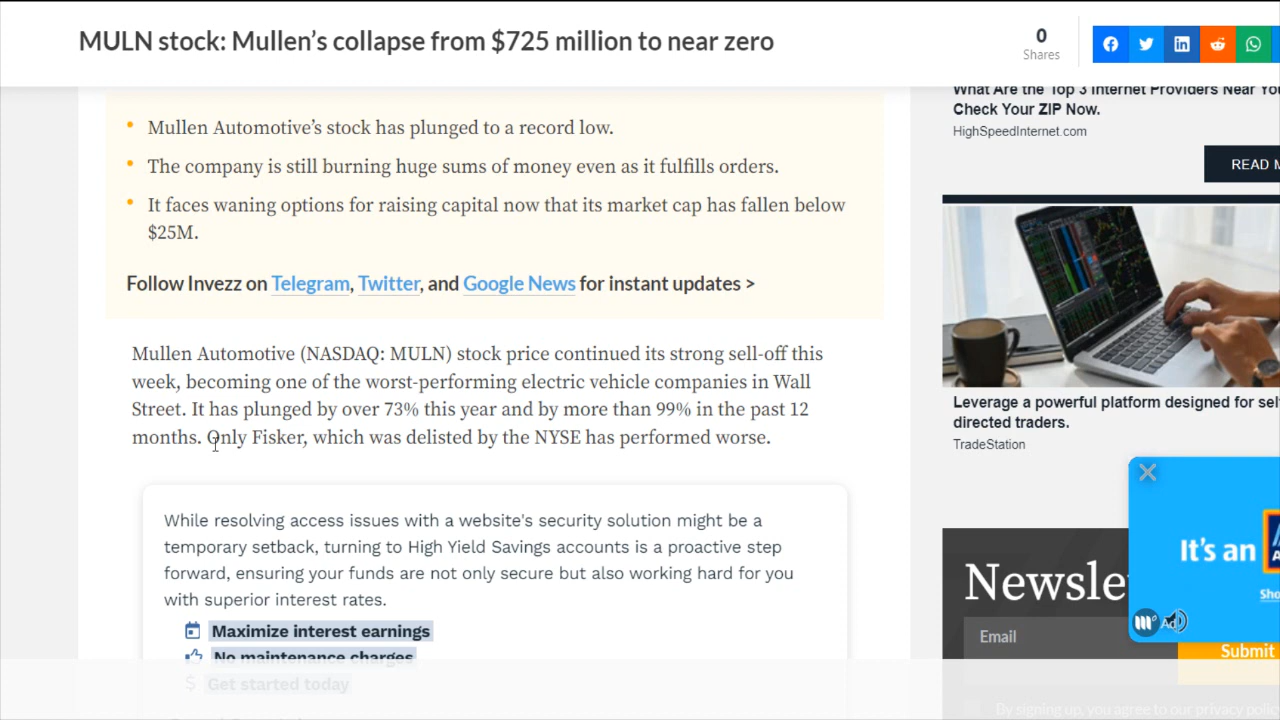 MULN stock: Mullen’s collapse from $725 million to near zero
0
Shares
Mullen Automotive’s stock has plunged to a record low.
The company is still burning huge sums of money even as it fulfills orders.
It faces waning options for raising capital now that its market cap has fallen below
$25M.
Follow Invezz on Telegram, Twitter, and Google News for instant updates >
Mullen Automotive (NASDAQ: MULN) stock price continued its strong sell-off this
week, becoming one of the worst-performing electric vehicle companies in Wall
Street. It has plunged by over 73% this year and by more than 99% in the past 12
months. Only Fisker, which was delisted by the NYSE has performed worse.
While resolving access issues with a website's security solution might be a
temporary setback, turning to High Yield Savings accounts is a proactive step
forward, ensuring your funds are not only secure but also working hard for you
with superior interest rates.
Maximize interest earnings
No maintenance charges
Get started today
What Are the Top 3 Internet Providers Near
Check Your ZIP Now.
HighSpeedInternet.com
READ
Leverage a powerful platform designed for
directed traders.
TradeStation
It's an
Ad
Email
Submit
By signing up, you agree to our privacy